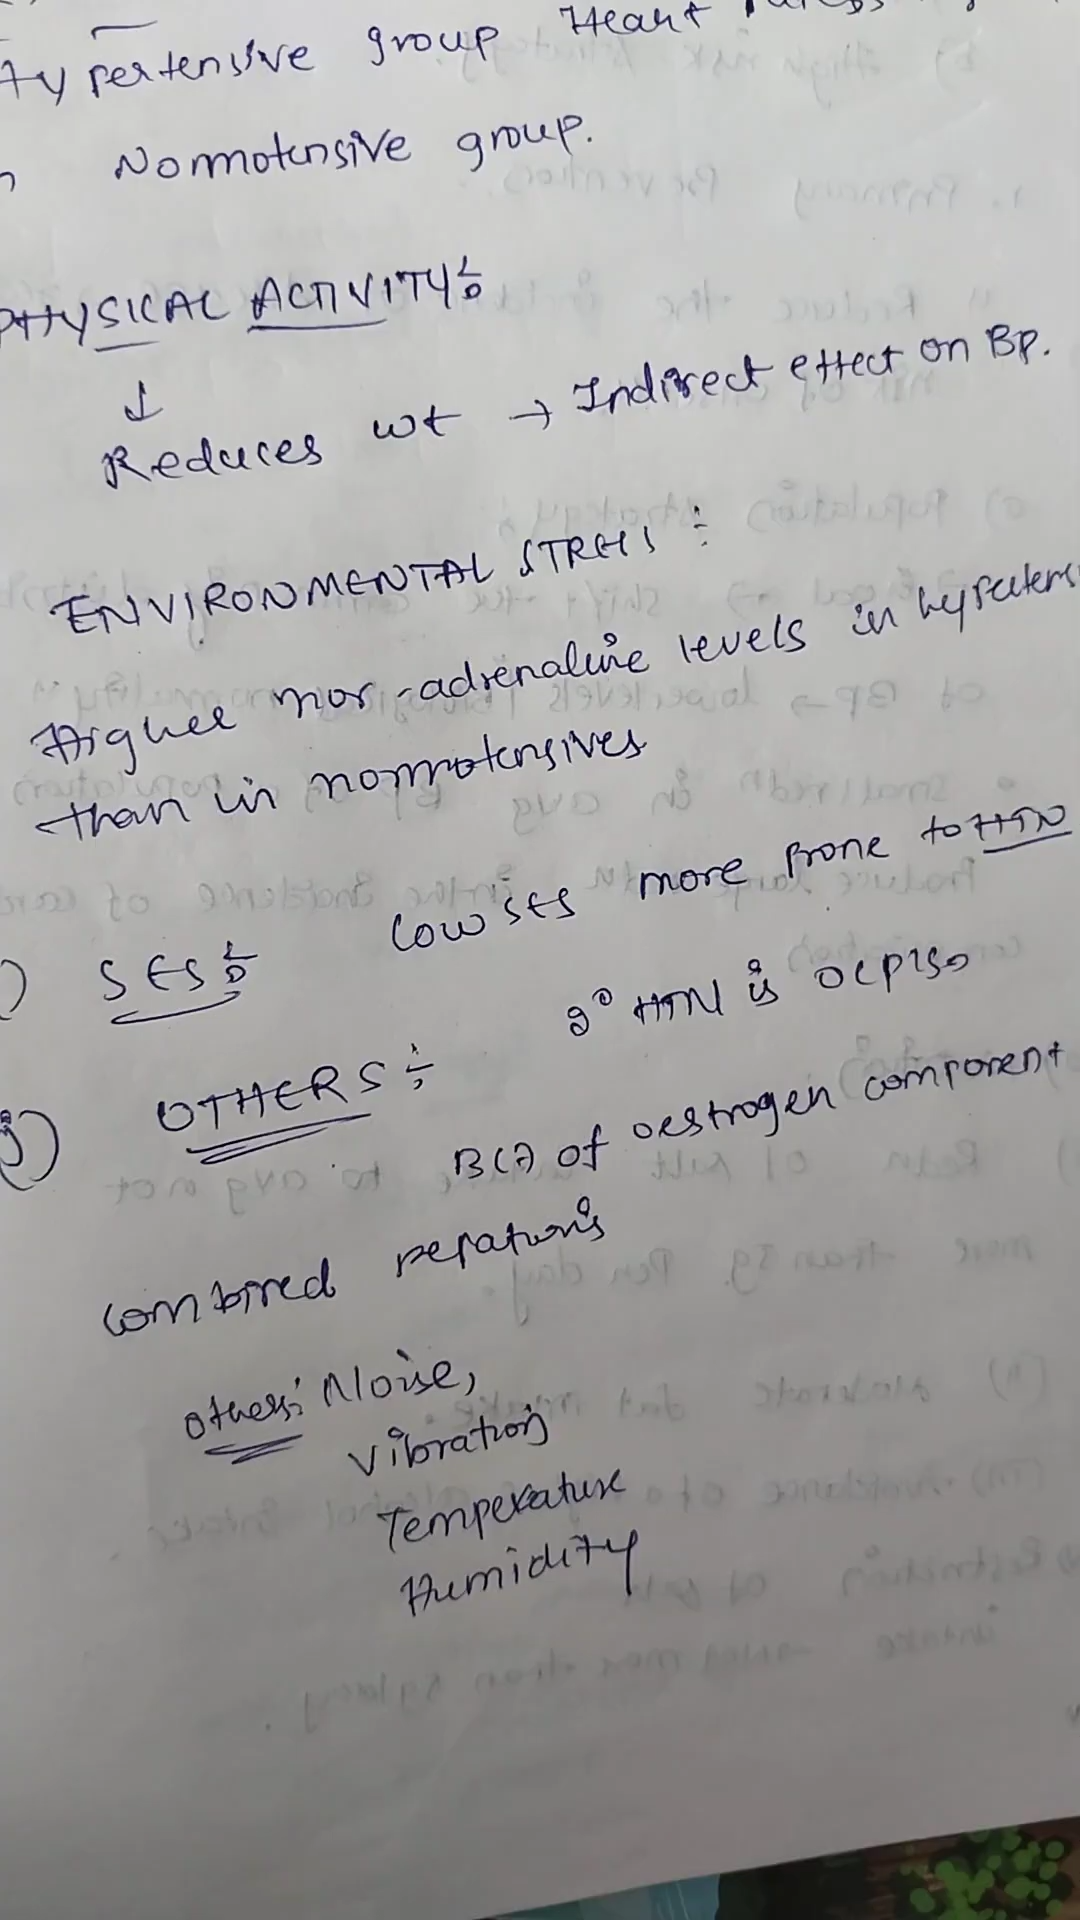 Hypertensive group Heart
Normotensive group.
PHYSICAL ACTIVITY:
↓
Reduces wt → Indirect effect on BP.
ENVIRONMENTAL STRESS :
Higher nor-adrenaline levels in hypertens
than in normotensives
SES: Low SES more prone to HTN
j) OTHERS: 2° HTN is OCP's
BCZ of oestrogen component
combined preparations
Others: Noise,
Vibration
Temperature
Humidity